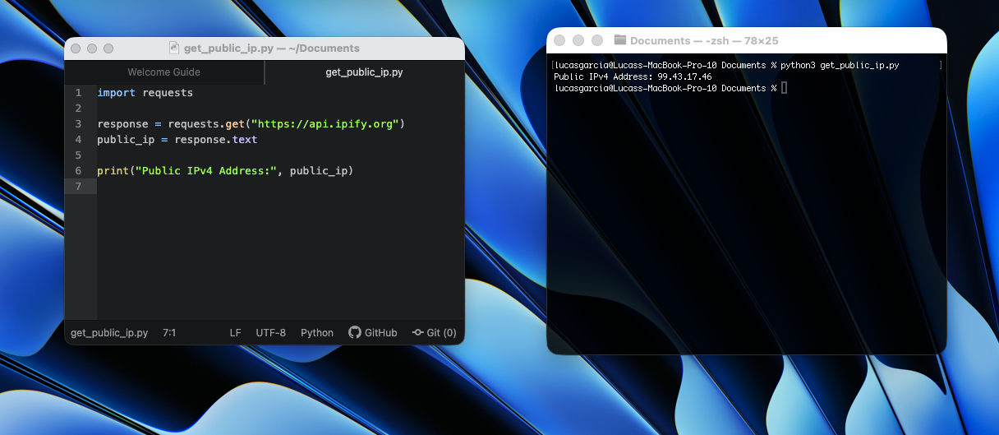 get_public_ip.py — ~/Documents
Welcome Guide
get_public_ip.py
1 import requests
2
3 response = requests.get("https://api.ipify.org")
4 public_ip = response.text
5
6 print("Public IPv4 Address:", public_ip)
7
get_public_ip.py 7:1 LF UTF-8 Python GitHub Git (0)
Documents — -zsh — 78×25
[lucasgarcia@Lucass-MacBook-Pro-10 Documents % python3 get_public_ip.py ]
Public IPv4 Address: 99.43.17.46
lucasgarcia@Lucass-MacBook-Pro-10 Documents %